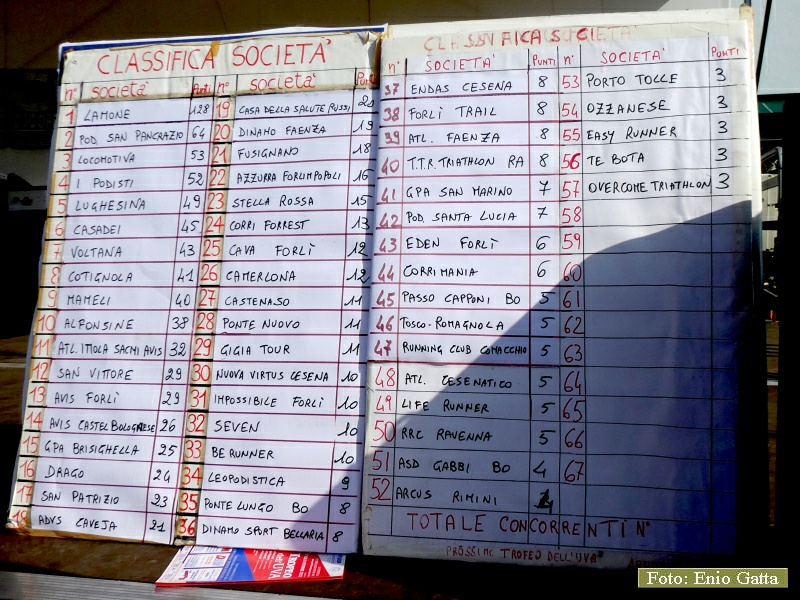 CLASSIFICA SOCIETA'
n° società Punti n° società Punti
1 LAMONE 128 19 CASA DELLA SALUTE RUSSI
2 POD SAN PANCRAZIO 64 20 DINAMO FAENZA 19
3 LOCOMOTIVA 53 21 FUSIGNANO 18
4 I PODISTI 52 22 AZZURRA FORLIMPOPOLI 16
5 LUGHESINA 49 23 STELLA ROSSA 15
6 CASADEI 45 24 CORRI FORREST 13
7 VOLTANA 43 25 CAVA FORLÌ 12
8 COTIGNOLA 41 26 CAMERLONA 12
9 MAMELI 40 27 CASTENASO 11
10 ALFONSINE 38 28 PONTE NUOVO 11
11 ATL. IMOLA SACMI AVIS 32 29 GIGIA TOUR 11
12 SAN VITTORE 29 30 NUOVA VIRTUS CESENA 10
13 AVIS FORLÌ 29 31 IMPOSSIBILE FORLÌ 10
14 AVIS CASTEL BOLOGNESE 26 32 SEVEN 10
15 GPA BRISIGHELLA 25 33 BE RUNNER 10
16 DRAGO 24 34 LEOPODISTICA 9
17 SAN PATRIZIO 23 35 PONTE LUNGO BO 8
18 ADVS CAVEJA 21 36 DINAMO SPORT BELLARIA 8
CLASSIFICA SOCIETA'
n° SOCIETA' PUNTI n° SOCIETA' PUNTI
37 ENDAS CESENA 8 53 PORTO TOLLE 3
38 FORLÌ TRAIL 8 54 OZZANESE 3
39 ATL. FAENZA 8 55 EASY RUNNER 3
40 T.T.R. TRIATHLON RA 8 56 TE BOTA 3
41 GPA SAN MARINO 7 57 OVERCOME TRIATHLON 3
42 POD. SANTA LUCIA 7 58
43 EDEN FORLÌ 6 59
44 CORRIMANIA 6 60
45 PASSO CAPPONI BO 5 61
46 TOSCO-ROMAGNOLA 5 62
47 RUNNING CLUB COMACCHIO 5 63
48 ATL. CESENATICO 5 64
49 LIFE RUNNER 5 65
50 RRC RAVENNA 5 66
51 ASD GABBI BO 4 67
52 ARCUS RIMINI
TOTALE CONCORRENTI N°
PROSSIMO TROFEO DELL'UVA
Foto: Enio Gatta